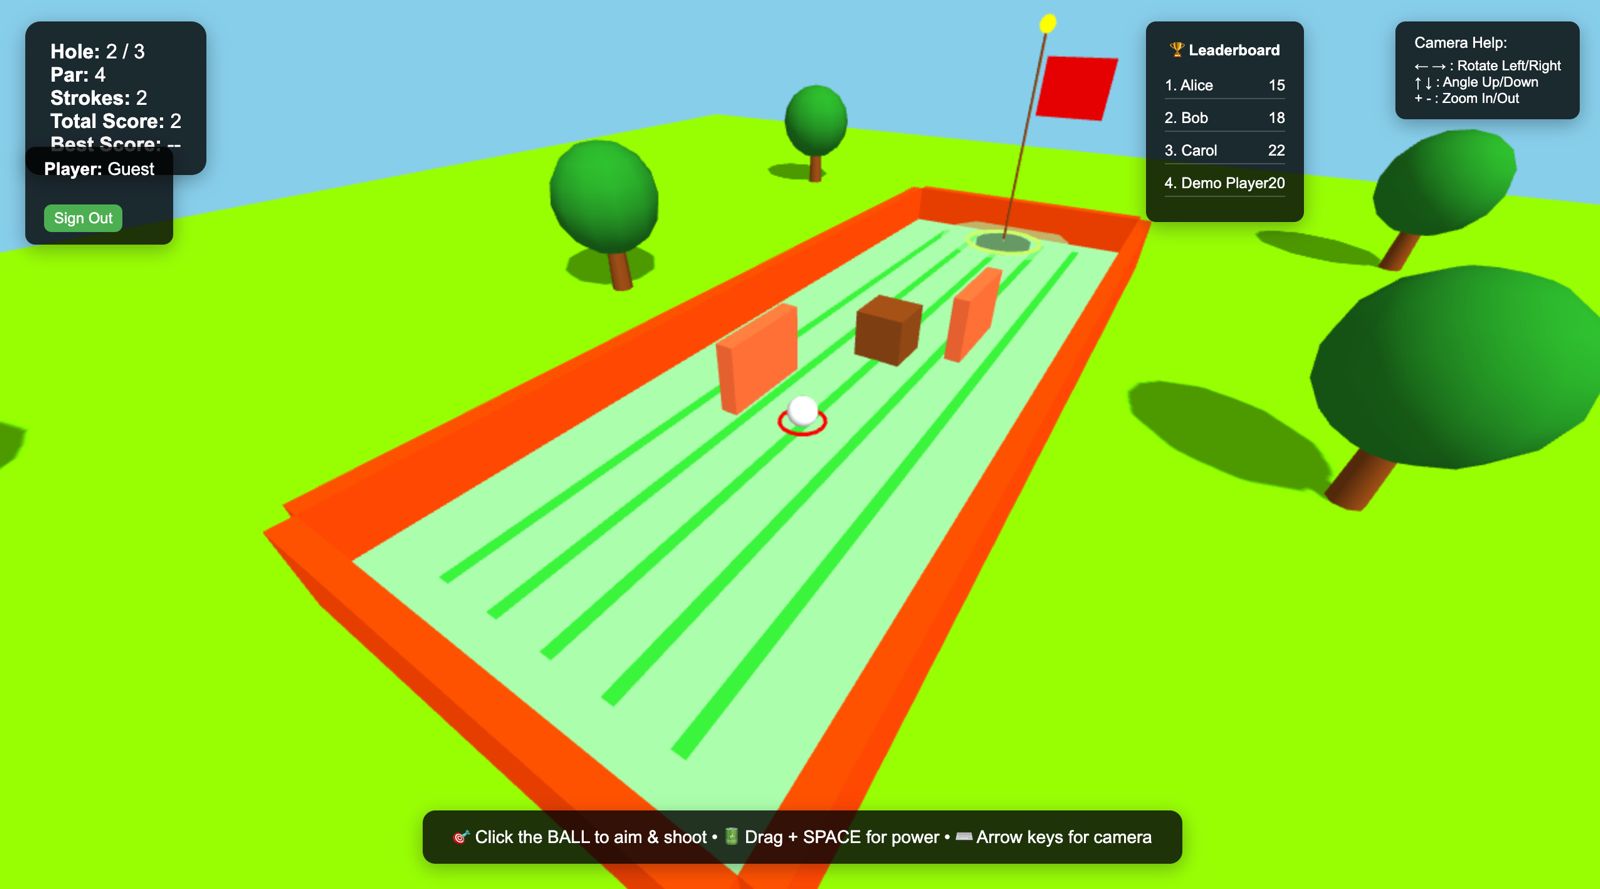 Hole: 2 / 3
Par: 4
Strokes: 2
Total Score: 2
Best Score: --
Player: Guest
Sign Out
🏆 Leaderboard
1. Alice 15
2. Bob 18
3. Carol 22
4. Demo Player20
Camera Help:
←→ : Rotate Left/Right
↑↓ : Angle Up/Down
+ - : Zoom In/Out
🎯 Click the BALL to aim & shoot • 🔋 Drag + SPACE for power • ⌨️ Arrow keys for camera